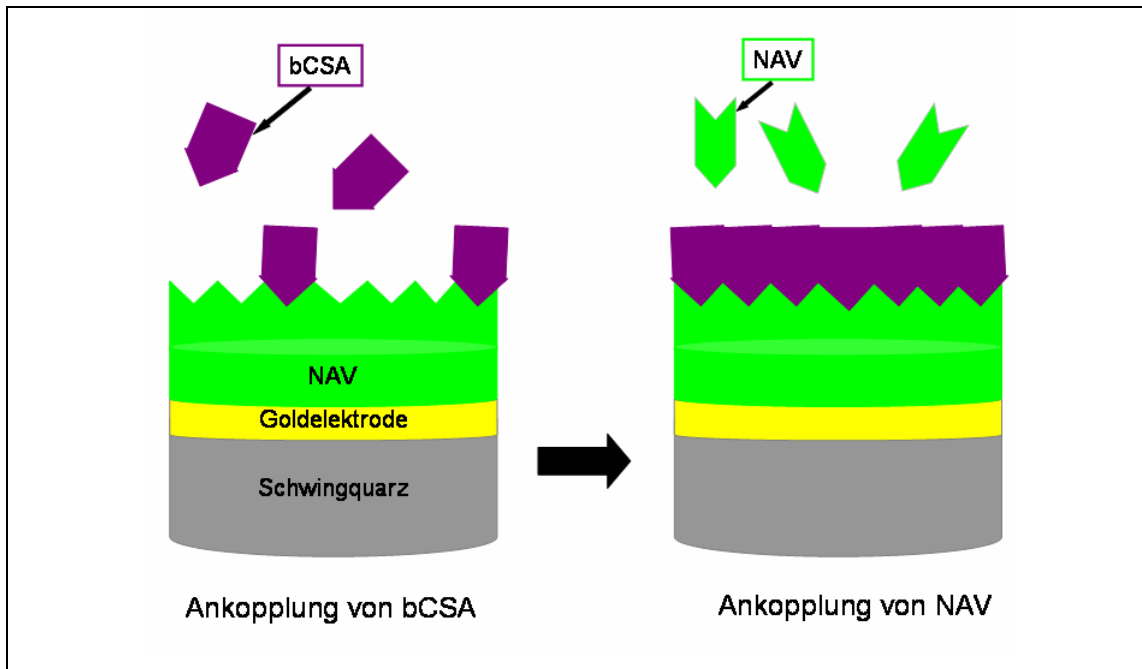 bCSA
NAV
NAV
Goldelektrode
Schwingquarz
Ankopplung von bCSA
Ankopplung von NAV